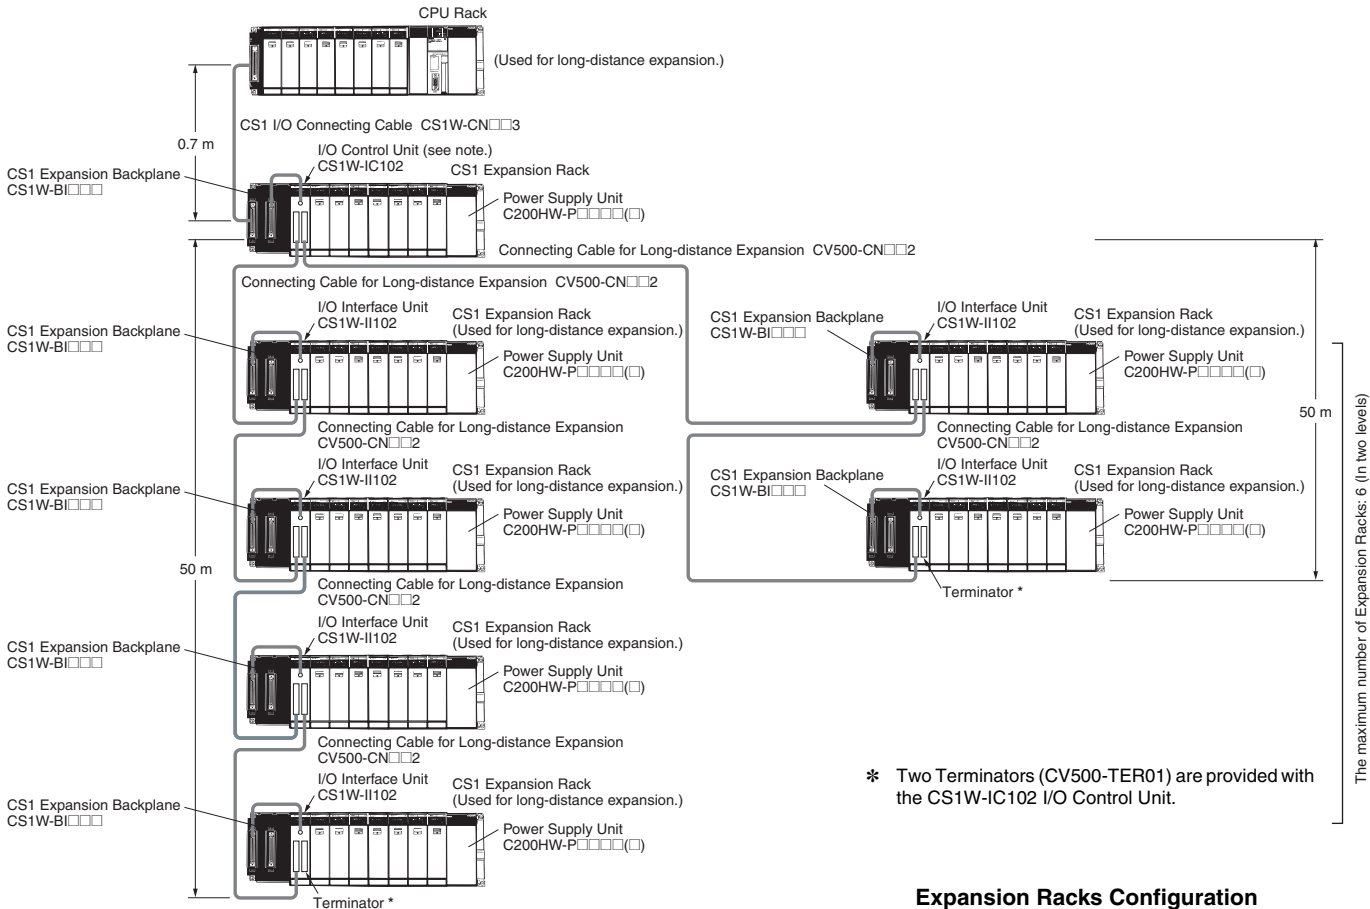 CPU Rack
(Used for long-distance expansion.)
CS1 I/O Connecting Cable CS1W-CN□□3
0.7 m
I/O Control Unit (see note.)
CS1W-IC102
CS1 Expansion Rack
CS1 Expansion Backplane
CS1W-BI□□□
Power Supply Unit
C200HW-P□□□□(□)
Connecting Cable for Long-distance Expansion CV500-CN□□2
Connecting Cable for Long-distance Expansion CV500-CN□□2
I/O Interface Unit
CS1W-II102
CS1 Expansion Rack
(Used for long-distance expansion.)
CS1 Expansion Backplane
CS1W-BI□□□
Power Supply Unit
C200HW-P□□□□(□)
CS1 Expansion Backplane
CS1W-BI□□□
I/O Interface Unit
CS1W-II102
CS1 Expansion Rack
(Used for long-distance expansion.)
Power Supply Unit
C200HW-P□□□□(□)
50 m
Connecting Cable for Long-distance Expansion
CV500-CN□□2
I/O Interface Unit
CS1W-II102
CS1 Expansion Rack
(Used for long-distance expansion.)
CS1 Expansion Backplane
CS1W-BI□□□
Power Supply Unit
C200HW-P□□□□(□)
Connecting Cable for Long-distance Expansion
CV500-CN□□2
CS1 Expansion Backplane
CS1W-BI□□□
I/O Interface Unit
CS1W-II102
CS1 Expansion Rack
(Used for long-distance expansion.)
Power Supply Unit
C200HW-P□□□□(□)
Terminator *
50 m
Connecting Cable for Long-distance Expansion
CV500-CN□□2
I/O Interface Unit
CS1W-II102
CS1 Expansion Rack
(Used for long-distance expansion.)
CS1 Expansion Backplane
CS1W-BI□□□
Power Supply Unit
C200HW-P□□□□(□)
Connecting Cable for Long-distance Expansion
CV500-CN□□2
I/O Interface Unit
CS1W-II102
CS1 Expansion Rack
(Used for long-distance expansion.)
CS1 Expansion Backplane
CS1W-BI□□□
Power Supply Unit
C200HW-P□□□□(□)
Terminator *
The maximum number of Expansion Racks: 6 (In two levels)
✻ Two Terminators (CV500-TER01) are provided with
the CS1W-IC102 I/O Control Unit.
Expansion Racks Configuration